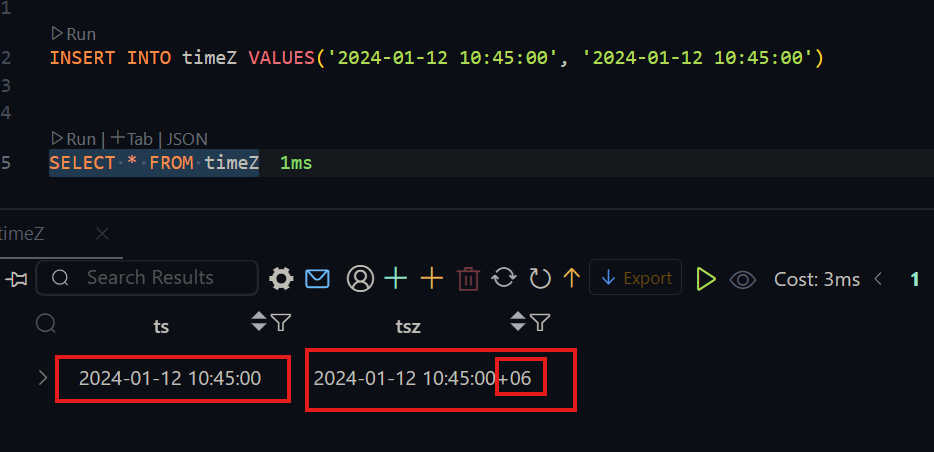 1
Run
2 INSERT INTO timeZ VALUES('2024-01-12 10:45:00', '2024-01-12 10:45:00')
3
4
Run | +Tab | JSON
5 SELECT * FROM timeZ 1ms
timeZ
Search Results Export Cost: 3ms 1
ts tsz
2024-01-12 10:45:00 2024-01-12 10:45:00+06